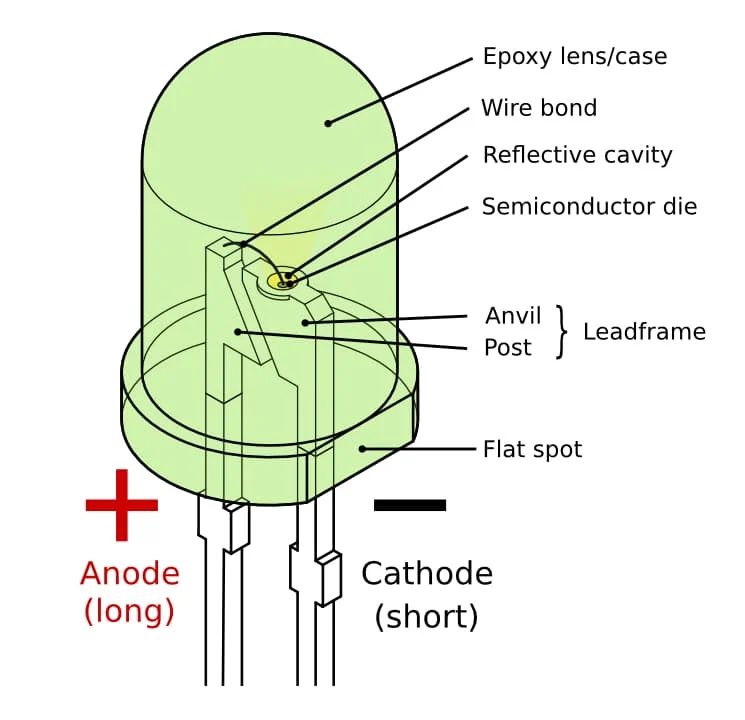 Epoxy lens/case
Wire bond
Reflective cavity
Semiconductor die
Anvil
Post
Leadframe
Flat spot
+
Anode
(long)
−
Cathode
(short)